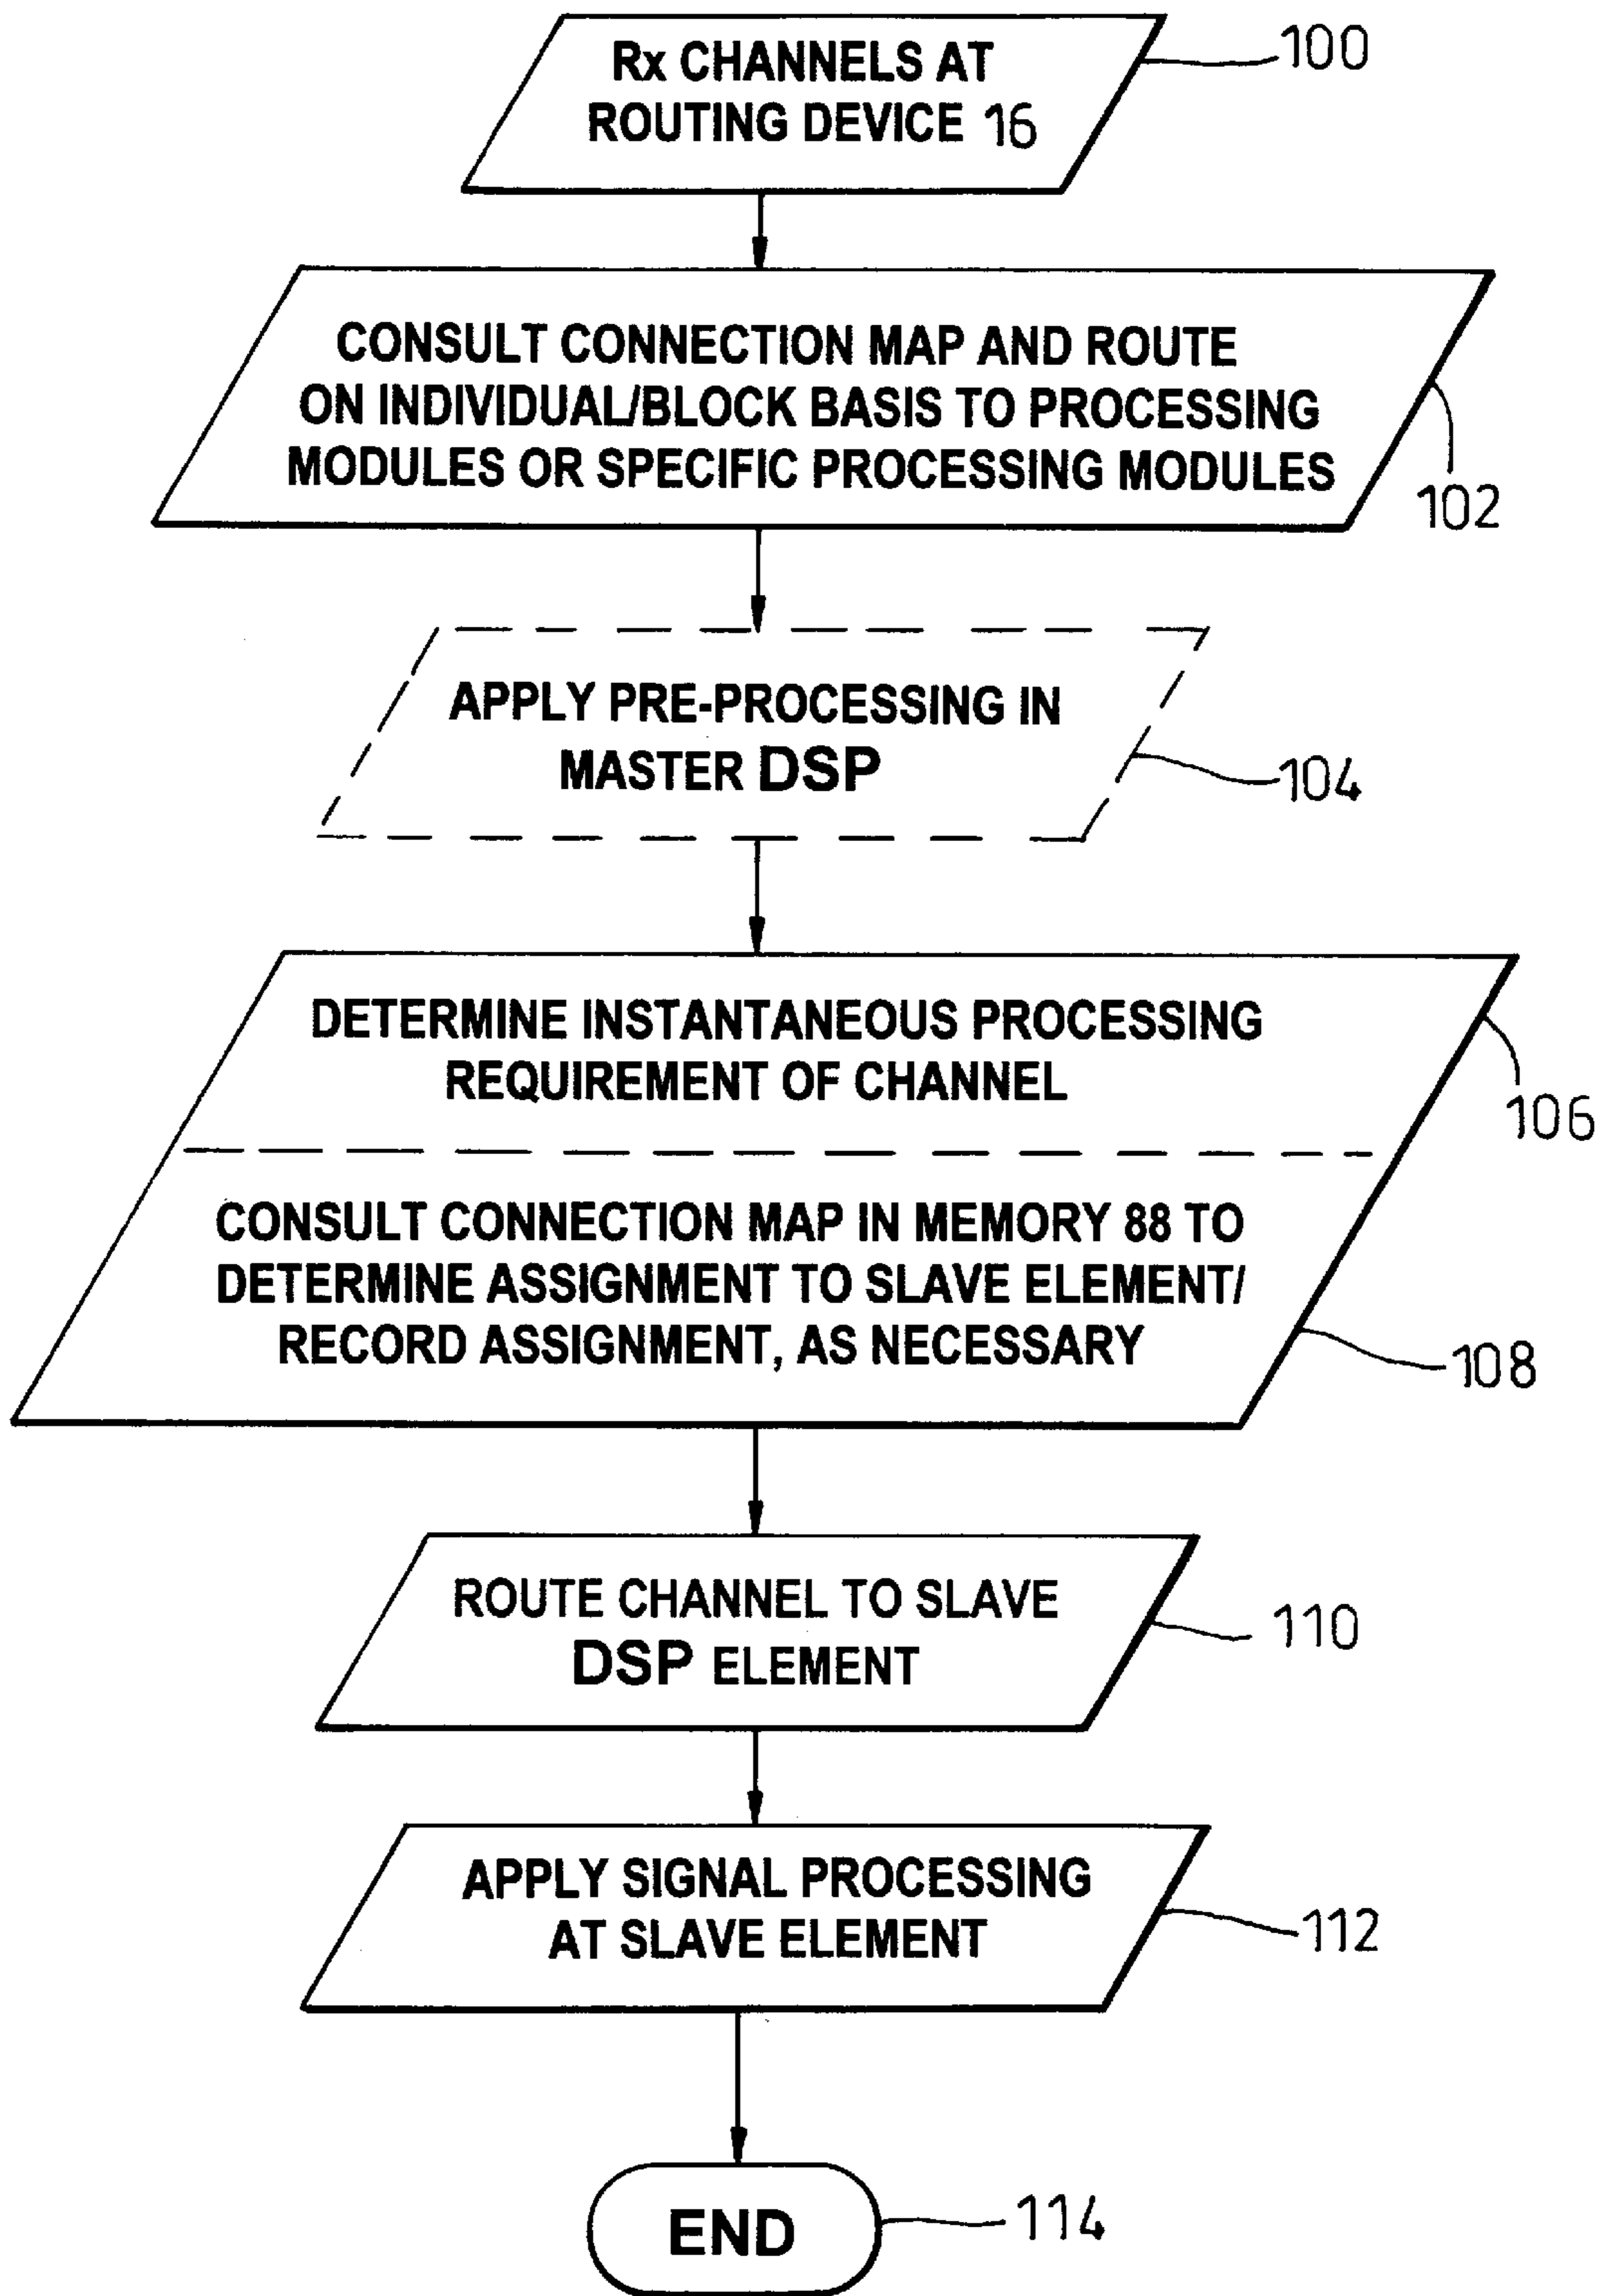 Rx CHANNELS AT
ROUTING DEVICE 16
100
CONSULT CONNECTION MAP AND ROUTE
ON INDIVIDUAL/BLOCK BASIS TO PROCESSING
MODULES OR SPECIFIC PROCESSING MODULES
102
APPLY PRE-PROCESSING IN
MASTER DSP
104
DETERMINE INSTANTANEOUS PROCESSING
REQUIREMENT OF CHANNEL
106
CONSULT CONNECTION MAP IN MEMORY 88 TO
DETERMINE ASSIGNMENT TO SLAVE ELEMENT/
RECORD ASSIGNMENT, AS NECESSARY
108
ROUTE CHANNEL TO SLAVE
DSP ELEMENT
110
APPLY SIGNAL PROCESSING
AT SLAVE ELEMENT
112
END
114